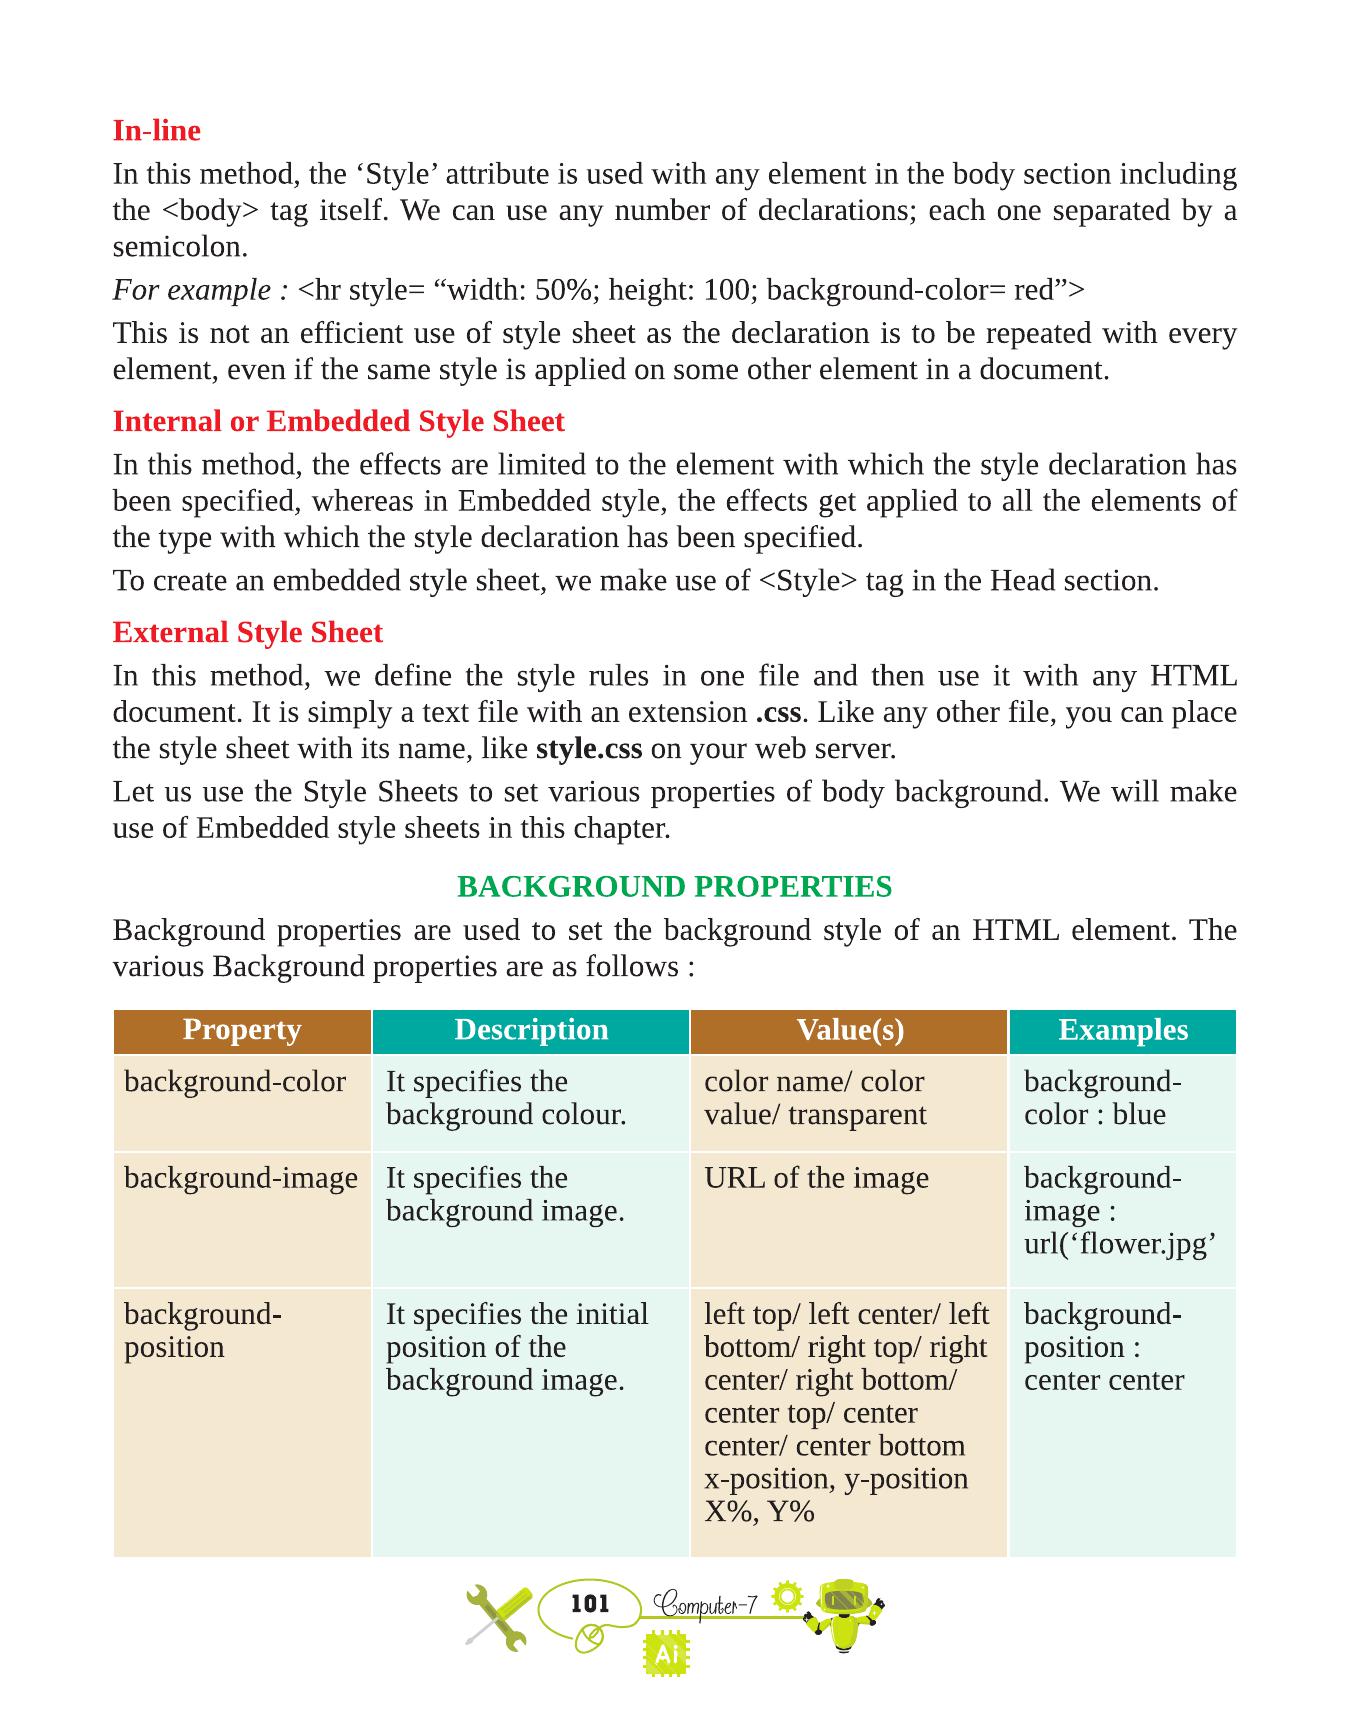 In-line
In this method, the ‘Style’ attribute is used with any element in the body section including
the <body> tag itself. We can use any number of declarations; each one separated by a
semicolon.
For example : <hr style= “width: 50%; height: 100; background-color= red”>
This is not an efficient use of style sheet as the declaration is to be repeated with every
element, even if the same style is applied on some other element in a document.
Internal or Embedded Style Sheet
In this method, the effects are limited to the element with which the style declaration has
been specified, whereas in Embedded style, the effects get applied to all the elements of
the type with which the style declaration has been specified.
To create an embedded style sheet, we make use of <Style> tag in the Head section.
External Style Sheet
In this method, we define the style rules in one file and then use it with any HTML
document. It is simply a text file with an extension .css. Like any other file, you can place
the style sheet with its name, like style.css on your web server.
Let us use the Style Sheets to set various properties of body background. We will make
use of Embedded style sheets in this chapter.
BACKGROUND PROPERTIES
Background properties are used to set the background style of an HTML element. The
various Background properties are as follows :
Property Description Value(s) Examples
background-color
It specifies the
background colour.
color name/ color
value/ transparent
background-
color : blue
background-image
It specifies the
background image.
URL of the image
background-
image :
url(‘flower.jpg’
background-
position
It specifies the initial
position of the
background image.
left top/ left center/ left
bottom/ right top/ right
center/ right bottom/
center top/ center
center/ center bottom
x-position, y-position
X%, Y%
background-
position :
center center
101
Computer-7
Ai